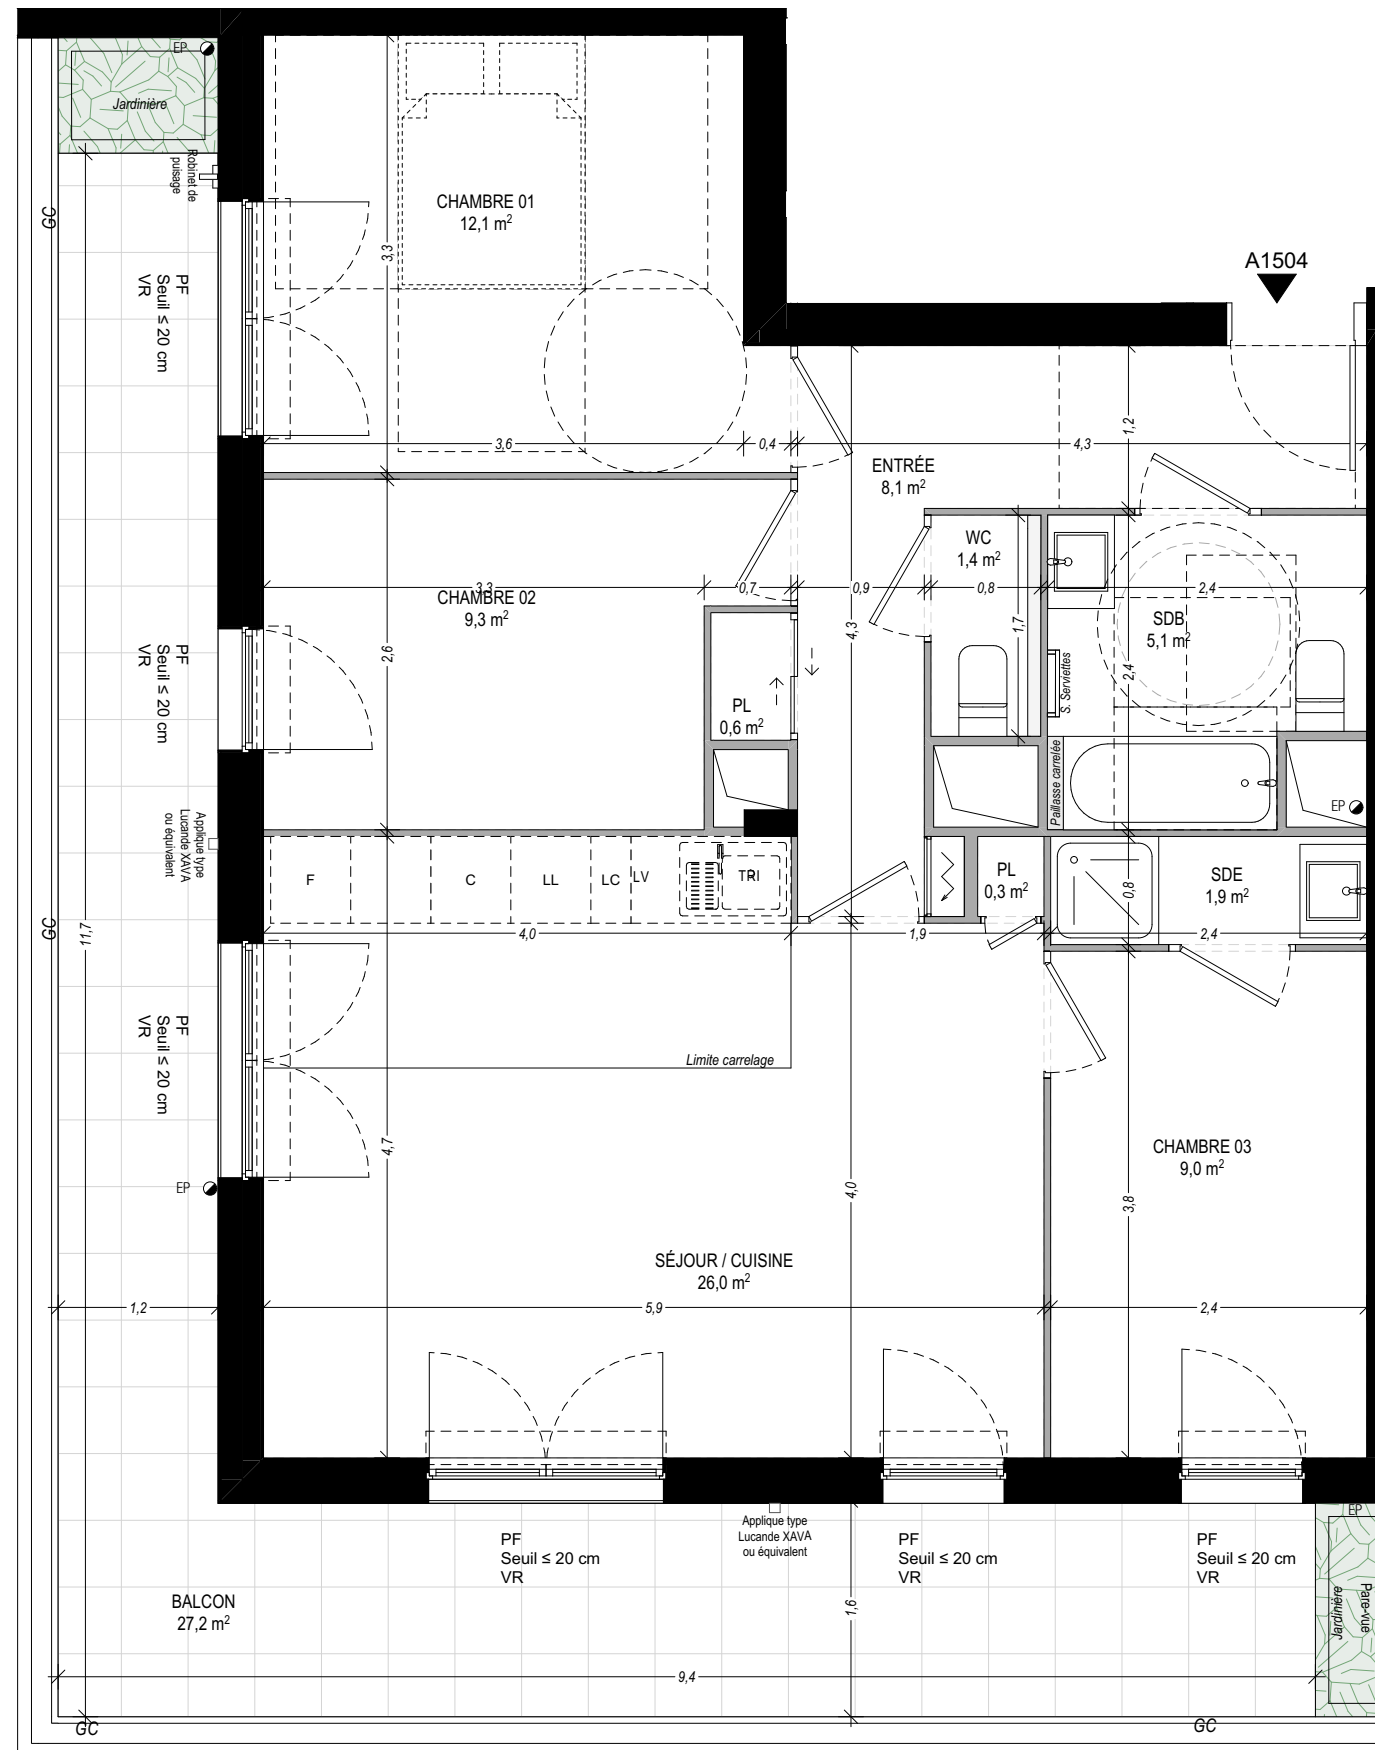 EP
Jardinière
Robinet de
puisage
GC
CHAMBRE 01
12,1 m²
3,3
PF
Seuil ≤ 20 cm
VR
A1504
3,6
0,4
4,3
1,2
ENTRÉE
8,1 m²
WC
1,4 m²
3,3
CHAMBRE 02
9,3 m²
0,7
0,9
0,8
2,4
SDB
5,1 m²
1,7
4,3
2,6
2,4
S. Serviettes
PF
Seuil ≤ 20 cm
VR
PL
0,6 m²
Paillasse carrelée
EP
Applique type
Lucande XAVA
ou équivalent
F
C
LL
LC
LV
TRI
PL
0,3 m²
0,8
SDE
1,9 m²
GC
11,7
4,0
1,9
2,4
PF
Seuil ≤ 20 cm
VR
Limite carrelage
4,7
CHAMBRE 03
9,0 m²
EP
4,0
3,8
SÉJOUR / CUISINE
26,0 m²
1,2
5,9
2,4
Applique type
Lucande XAVA
ou équivalent
EP
PF
Seuil ≤ 20 cm
VR
PF
Seuil ≤ 20 cm
VR
PF
Seuil ≤ 20 cm
VR
BALCON
27,2 m²
1,6
Jardinière
Pare-vue
9,4
GC
GC